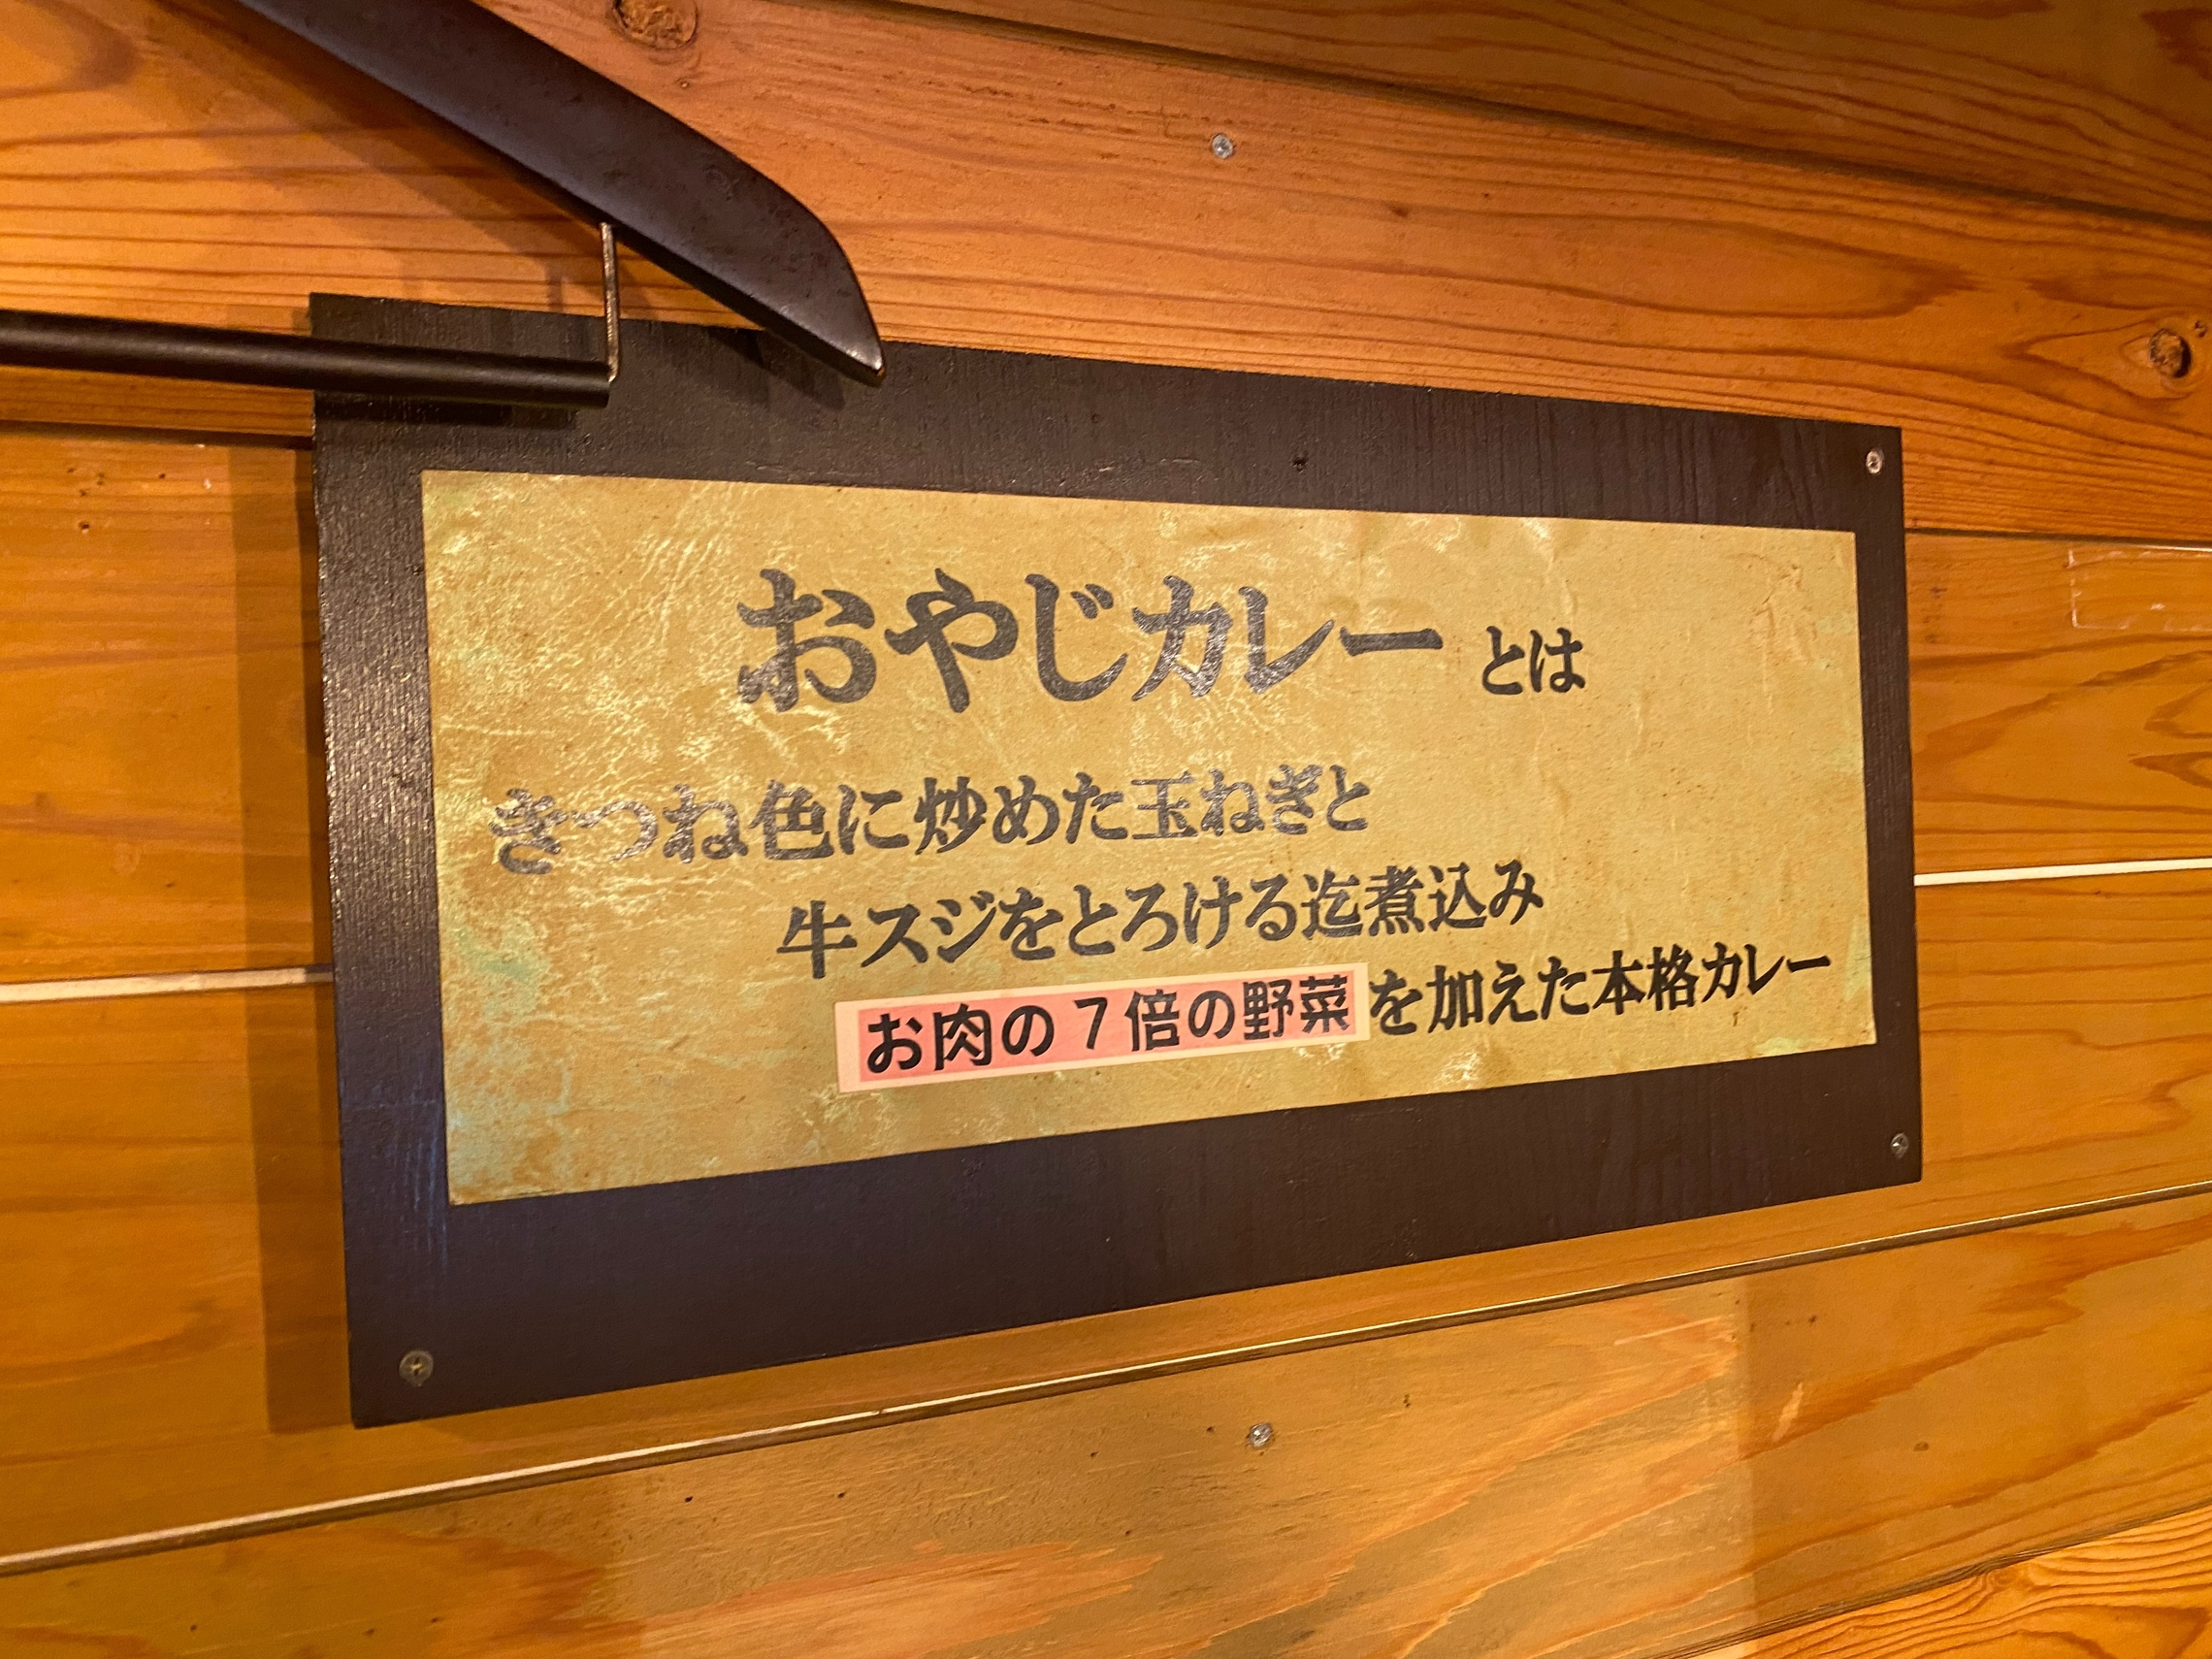 おやじカレーとは
きつね色に炒めた玉ねぎと
牛スジをとろける迄煮込み
お肉の7倍の野菜を加えた本格カレー